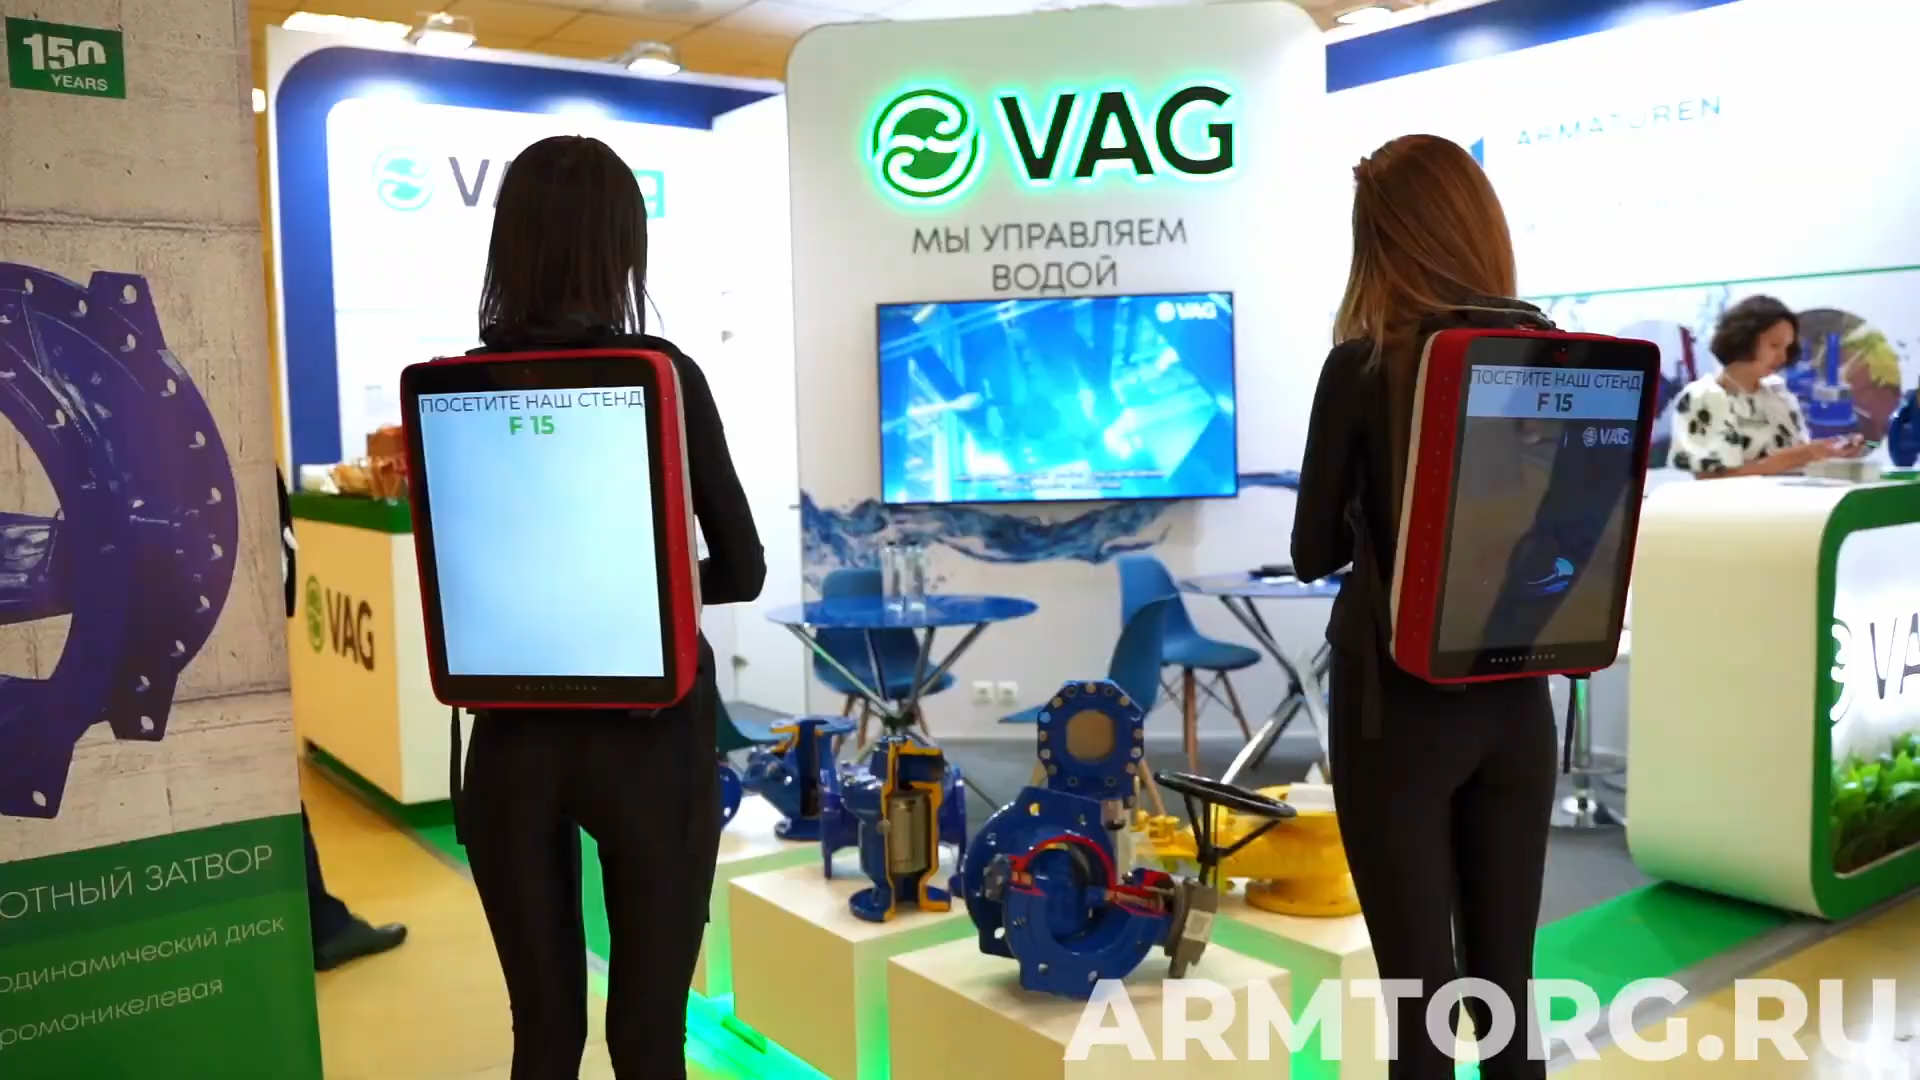 150
YEARS
VAG
МЫ УПРАВЛЯЕМ
ВОДОЙ
VAG
ARMATUREN
ПОСЕТИТЕ НАШ СТЕНД
F 15
ПОСЕТИТЕ НАШ СТЕНД
F 15
VAG
WALKSCREEN
VAG
ОТНЫЙ ЗАТВОР
одинамический диск
ромоникелевая
ARMTORG.RU